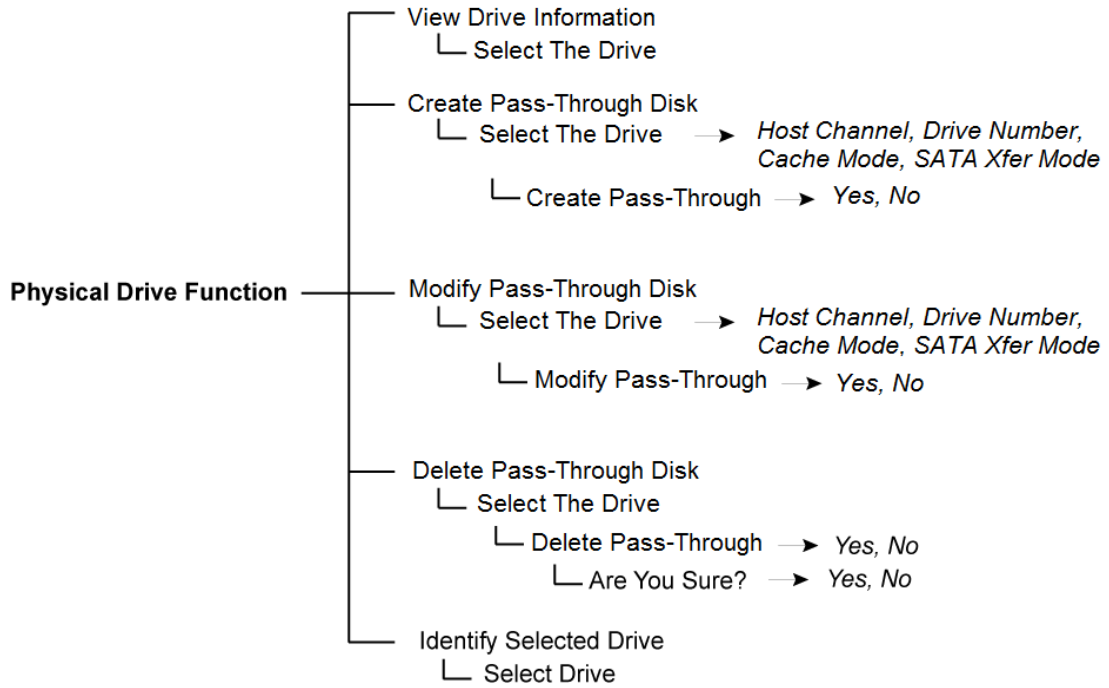 View Drive Information
Select The Drive
Create Pass-Through Disk
Select The Drive
Host Channel, Drive Number,
Cache Mode, SATA Xfer Mode
Create Pass-Through
Yes, No
Physical Drive Function
Modify Pass-Through Disk
Select The Drive
Host Channel, Drive Number,
Cache Mode, SATA Xfer Mode
Modify Pass-Through
Yes, No
Delete Pass-Through Disk
Select The Drive
Delete Pass-Through
Yes, No
Are You Sure?
Yes, No
Identify Selected Drive
Select Drive